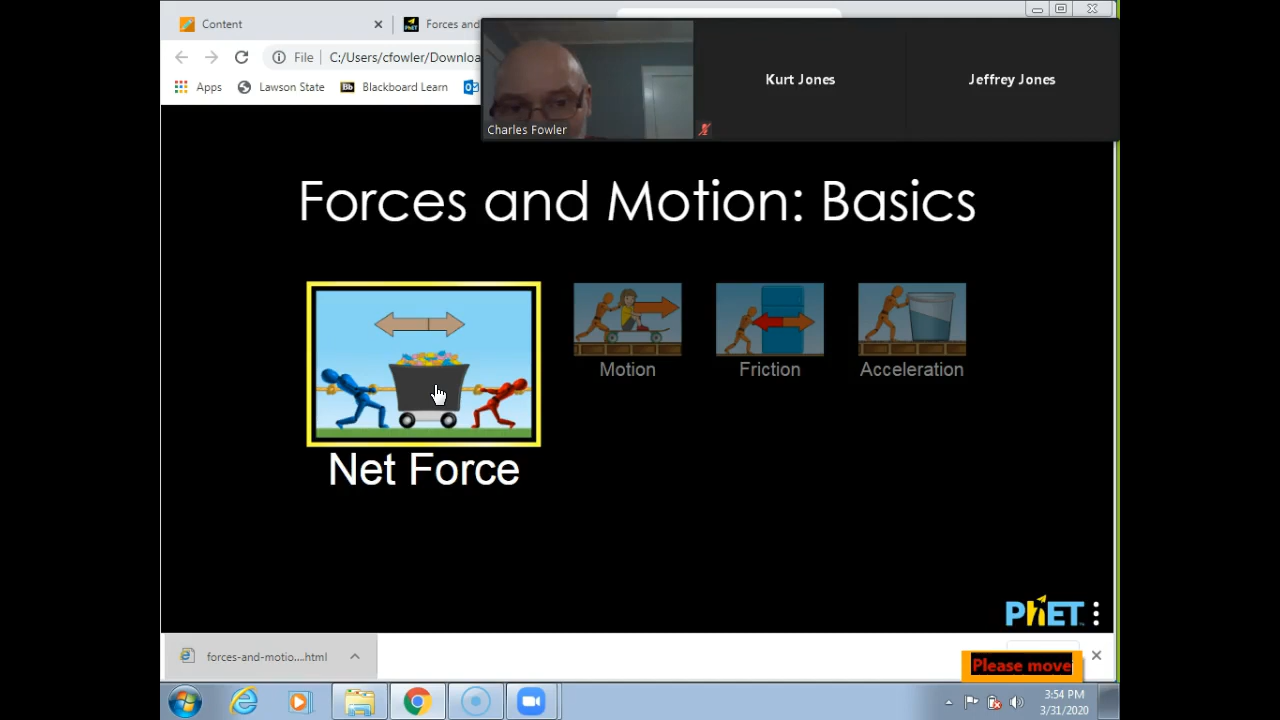 Content
Forces and
File
C:/Users/cfowler/Downloa
Apps
Lawson State
Bb
Blackboard Learn
Charles Fowler
Kurt Jones
Jeffrey Jones
Forces and Motion: Basics
Net Force
Motion
Friction
Acceleration
PhET
forces-and-motio....html
Please move
3:54 PM
3/31/2020